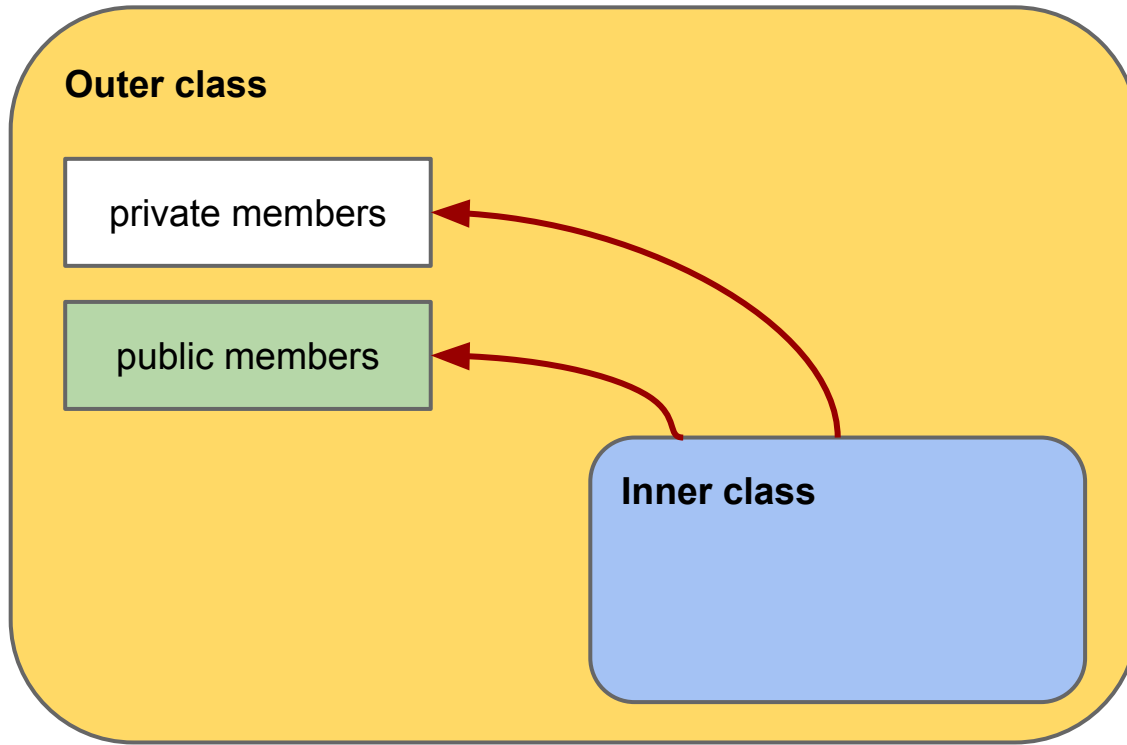 Outer class
private members
public members
Inner class